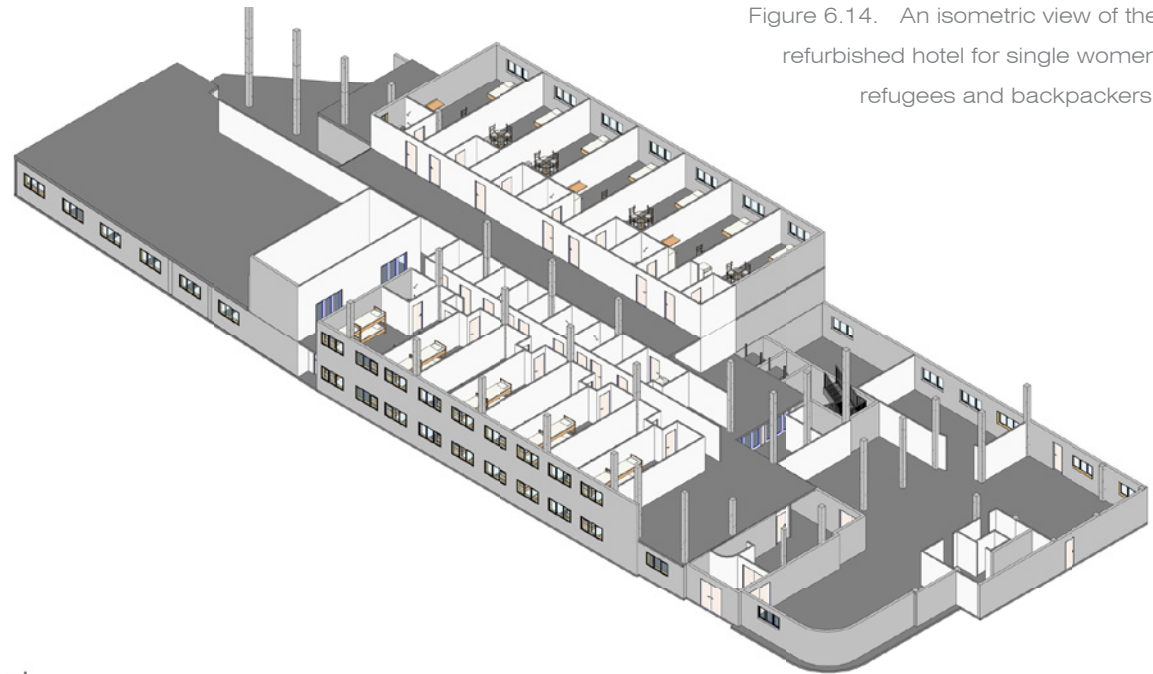 Figure 6.14. An isometric view of the
refurbished hotel for single women
refugees and backpackers